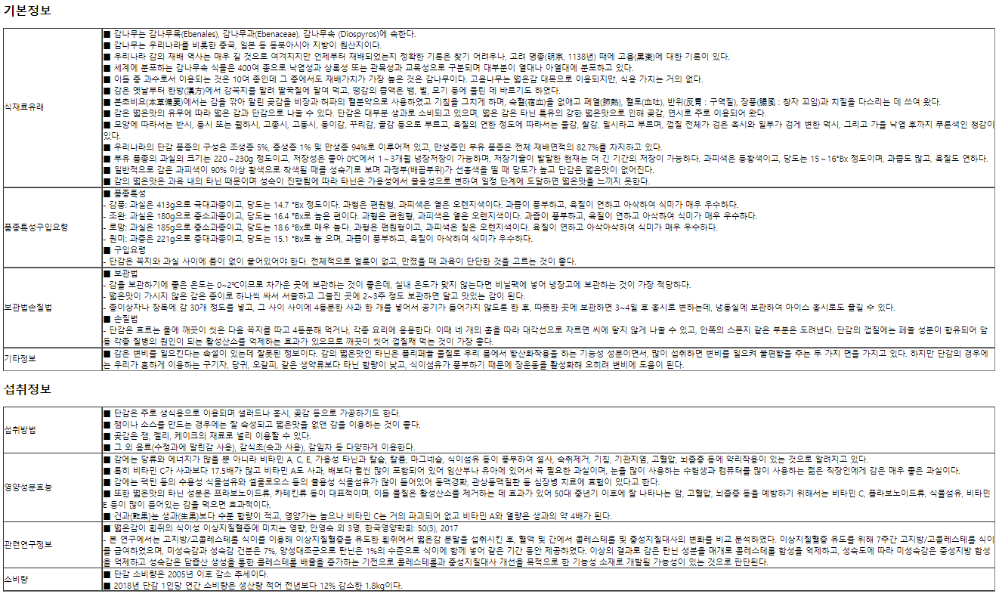 기본정보
식재료유래
■ 감나무는 감나무목(Ebenales), 감나무과(Ebenaceae), 감나무속 (Diospyros)에 속한다.
■ 감나무는 우리나라를 비롯한 중국, 일본 등 동북아시아 지방이 원산지이다.
■ 우리나라 감의 재배 역사는 매우 길 것으로 여겨지지만 언제부터 재배되었는지 정확한 기록은 찾기 어려우나, 고려 명종(明宗, 1138년) 때에 고욤(黑棗)에 대한 기록이 있다.
■ 세계에 분포하는 감나무속 식물은 400여 종으로 낙엽성과 상록성 또는 관목성과 교목성으로 구분되며 대부분이 열대나 아열대에 분포하고 있다.
■ 이들 중 과수로서 이용되는 것은 10여 종인데 그 중에서도 재배가치가 가장 높은 것은 감나무이다. 고욤나무는 떫은감 대목으로 이용되지만, 식용 가치는 거의 없다.
■ 감은 옛날부터 한방(漢方)에서 감꼭지를 말려 딸꾹질에 달여 먹고, 땡감의 즙액은 뱀, 벌, 모기 등에 물린 데 바르기도 하였다.
■ 본초비요(本草備要)에서는 감을 깎아 말린 곶감을 비장과 허파의 혈분약으로 사용하였고 기침을 그치게 하며, 숙혈(宿血)을 없애고 폐열(肺熱), 혈토(血吐), 반위(反胃 : 구역질), 장풍(腸風 : 창자 꼬임)과 치질을 다스리는 데 쓰여 왔다.
■ 감은 떫은맛의 유무에 따라 떫은 감과 단감으로 나눌 수 있다. 단감은 대부분 생과로 소비되고 있으며, 떫은 감은 타닌 특유의 강한 떫은맛으로 인해 곶감, 연시로 주로 이용되어 왔다.
■ 모양에 따라서는 반시, 둥시 또는 월하시, 고종시, 고동시, 둥이감, 꾸리감, 골감 등으로 부르고, 육질의 연한 정도에 따라서는 물감, 찰감, 밀시라고 부르며, 껍질 전체가 검은 흑시와 일부가 검게 변한 먹시, 그리고 가을 낙엽 후까지 푸른색인 청감이
있다.
■ 우리나라의 단감 품종의 구성은 조생종 5%, 중생종 1% 및 만생종 94%로 이루어져 있고, 만생종인 부유 품종은 전체 재배면적의 82.7%를 차지하고 있다.
■ 부유 품종의 과실의 크기는 220～230g 정도이고, 저장성은 좋아 0℃에서 1～3개월 냉장저장이 가능하며, 저장기술이 발달한 현재는 더 긴 기간의 저장이 가능하다. 과피색은 등황색이고, 당도는 15～16°Bx 정도이며, 과즙도 많고, 육질도 연하다.
■ 일반적으로 감은 과피색이 90% 이상 황색으로 착색될 때를 성숙기로 보며 과정부(배꼽부위)가 선홍색을 띨 때 당도가 높고 단감은 떫은맛이 없어진다.
■ 감의 떫은맛은 과육 내의 타닌 때문이며 성숙이 진행됨에 따라 타닌은 가용성에서 불용성으로 변하여 일정 단계에 도달하면 떫은맛을 느끼지 못한다.
품종특성구입요령
■ 품종특성
- 감풍: 과실은 413g으로 극대과종이고, 당도는 14.7 °Bx 정도이다. 과형은 편원형, 과피색은 옅은 오렌지색이다. 과즙이 풍부하고, 육질이 연하고 아삭하여 식미가 매우 우수하다.
- 조완: 과실은 180g으로 중소과종이고, 당도는 16.4 °Bx로 높은 편이다. 과형은 편원형, 과피색은 옅은 오렌지색이다. 과즙이 풍부하고, 육질이 연하고 아삭하여 식미가 매우 우수하다.
- 로망: 과실은 185g으로 중소과종이고, 당도는 18.6 °Bx로 매우 높다. 과형은 편원형이고, 과피색은 짙은 오렌지색이다. 육질이 연하고 아삭아삭하여 식미가 매우 우수하다.
- 원미: 과중은 221g으로 중대과종이고, 당도는 15.1 °Bx로 높 으며, 과즙이 풍부하고, 육질이 아삭하여 식미가 우수하다.
■ 구입요령
- 단감은 꼭지와 과실 사이에 틈이 없이 붙어있어야 한다. 전체적으로 얼룩이 없고, 만졌을 때 과육이 단단한 것을 고르는 것이 좋다.
보관법손질법
■ 보관법
- 감을 보관하기에 좋은 온도는 0~2℃이므로 차가운 곳에 보관하는 것이 좋은데, 실내 온도가 맞지 않는다면 비닐팩에 넣어 냉장고에 보관하는 것이 가장 적당하다.
- 떫은맛이 가시지 않은 감은 종이로 하나씩 싸서 서늘하고 그늘진 곳에 2~3주 정도 보관하면 달고 맛있는 감이 된다.
- 종이상자나 장독에 감 30개 정도를 넣고, 그 사이 사이에 4등분한 사과 한 개를 넣어서 공기가 들어가지 않도록 한 후, 따뜻한 곳에 보관하면 3~4일 후 홍시로 변하는데, 냉동실에 보관하여 아이스 홍시로도 즐길 수 있다.
■ 손질법
- 단감은 흐르는 물에 깨끗이 씻은 다음 꼭지를 따고 4등분해 먹거나, 각종 요리에 응용한다. 이때 네 개의 홈을 따라 대각선으로 자르면 씨에 닿지 않게 나눌 수 있고, 안쪽의 스폰지 같은 부분은 도려낸다. 단감의 껍질에는 페놀 성분이 함유되어 암
등 각종 질병의 원인이 되는 활성산소를 억제하는 효과가 있으므로 깨끗이 씻어 껍질째 먹는 것이 가장 좋다.
기타정보
■ 감은 변비를 일으킨다는 속설이 있는데 잘못된 정보이다. 감의 떫은맛인 타닌은 폴리페놀 물질로 우리 몸에서 항산화작용을 하는 기능성 성분이면서, 많이 섭취하면 변비를 일으켜 불편함을 주는 두 가지 면을 가지고 있다. 하지만 단감의 경우에
는 우리가 흔하게 이용하는 구기자, 당귀, 오갈피, 같은 생약류보다 타닌 함량이 낮고, 식이섬유가 풍부하기 때문에 장운동을 활성화해 오히려 변비에 도움이 된다.
섭취정보
섭취방법
■ 단감은 주로 생식용으로 이용되며 샐러드나 홍시, 곶감 등으로 가공하기도 한다.
■ 잼이나 소스를 만드는 경우에는 잘 숙성되고 떫은맛을 없앤 감을 이용하는 것이 좋다.
■ 곶감은 잼, 젤리, 케이크의 재료로 널리 이용할 수 있다.
■ 그 외 음료(수정과에 말린감 사용), 감식초(숙과 사용), 감잎차 등 다양하게 이용한다.
영양성분효능
■ 감에는 당류와 에너지가 많을 뿐 아니라 비타민 A, C, E, 가용성 타닌과 칼슘, 칼륨, 마그네슘, 식이섬유 등이 풍부하여 설사, 숙취제거, 기침, 기관지염, 고혈압, 뇌졸중 등에 약리작용이 있는 것으로 알려지고 있다.
■ 특히 비타민 C가 사과보다 17.5배가 많고 비타민 A도 사과, 배보다 훨씬 많이 포함되어 있어 임산부나 유아에 있어서 꼭 필요한 과실이며, 눈을 많이 사용하는 수험생과 컴퓨터를 많이 사용하는 젊은 직장인에게 감은 매우 좋은 과실이다.
■ 감에는 펙틴 등의 수용성 식물섬유와 셀룰로오스 등의 불용성 식물섬유가 많이 들어있어 동맥경화, 관상동맥질환 등 심장병 치료에 효험이 있다고 한다.
■ 또한 떫은맛의 타닌 성분은 프라보노이드류, 카테킨류 등이 대표적이며, 이들 물질은 활성산소를 제거하는 데 효과가 있어 50대 중년기 이후에 잘 나타나는 암, 고혈압, 뇌졸중 등을 예방하기 위해서는 비타민 C, 플라보노이드류, 식물섬유, 비타민
E 등이 많이 들어있는 감을 먹으면 효과적이다.
■ 건과(乾果)는 생과(生果)보다 수분 함량이 적고, 영양가는 높으나 비타민 C는 거의 파괴되어 없고 비타민 A와 열량은 생과의 약 4배가 된다.
관련연구정보
■ 떫은감이 흰쥐의 식이성 이상지질혈증에 미치는 영향, 안영숙 외 3명, 한국영양학회: 50(3), 2017
- 본 연구에서는 고지방/고콜레스테롤 식이를 이용해 이상지질혈증을 유도한 흰쥐에서 떫은감 분말을 섭취시킨 후, 혈액 및 간에서 콜레스테롤 및 중성지질대사의 변화를 비교 분석하였다. 이상지질혈증 유도를 위해 7주간 고지방/고콜레스테롤 식이
를 급여하였으며, 미성숙감과 성숙감 건분은 7%, 양성대조군으로 탄닌은 1%의 수준으로 식이에 함께 넣어 같은 기간 동안 제공하였다. 이상의 결과로 감은 탄닌 성분을 매개로 콜레스테롤 합성을 억제하고, 성숙도에 따라 미성숙감은 중성지방 합성
을 억제하고 성숙감은 담즙산 생성을 통한 콜레스테롤 배출을 증가하는 기전으로 콜레스테롤과 중성지질대사 개선을 목적으로 한 기능성 소재로 개발될 가능성이 있는 것으로 판단된다.
소비량
■ 단감 소비량은 2005년 이후 감소 추세이다.
■ 2018년 단감 1인당 연간 소비량은 생산량 적어 전년보다 12% 감소한 1.8kg이다.